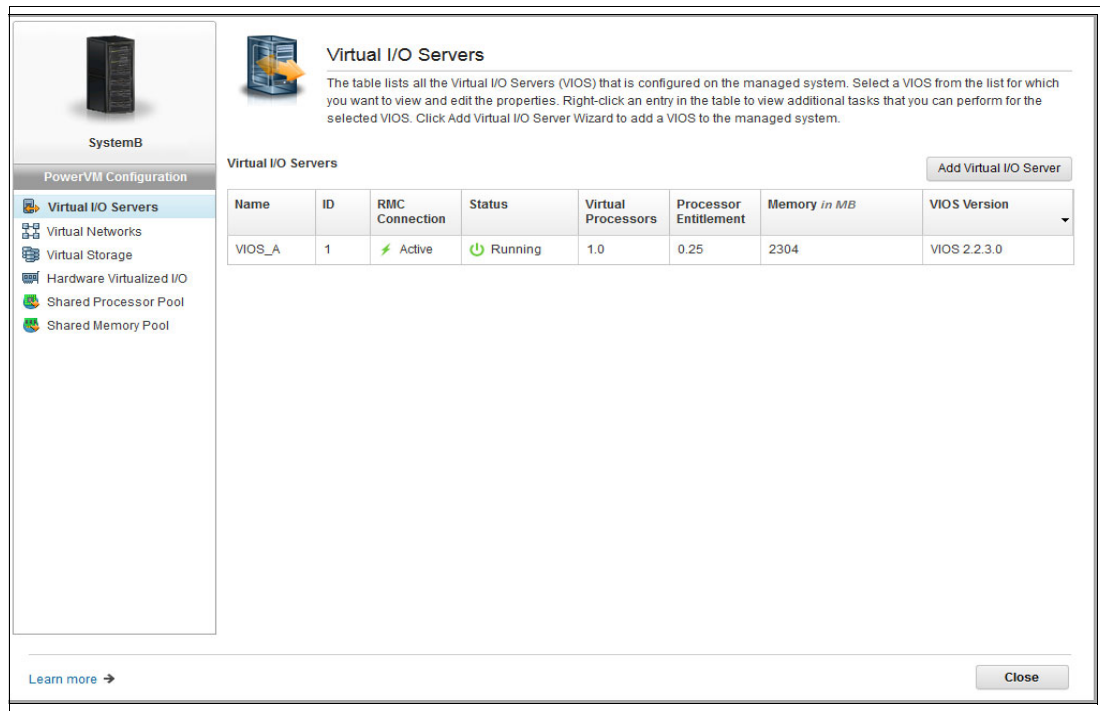 SystemB
PowerVM Configuration
Virtual I/O Servers
Virtual Networks
Virtual Storage
Hardware Virtualized I/O
Shared Processor Pool
Shared Memory Pool
Virtual I/O Servers
The table lists all the Virtual I/O Servers (VIOS) that is configured on the managed system. Select a VIOS from the list for which
you want to view and edit the properties. Right-click an entry in the table to view additional tasks that you can perform for the
selected VIOS. Click Add Virtual I/O Server Wizard to add a VIOS to the managed system.
Virtual I/O Servers
Add Virtual I/O Server
Name ID RMC Connection Status Virtual Processors Processor Entitlement Memory in MB VIOS Version
VIOS_A 1 Active Running 1.0 0.25 2304 VIOS 2.2.3.0
Learn more
Close